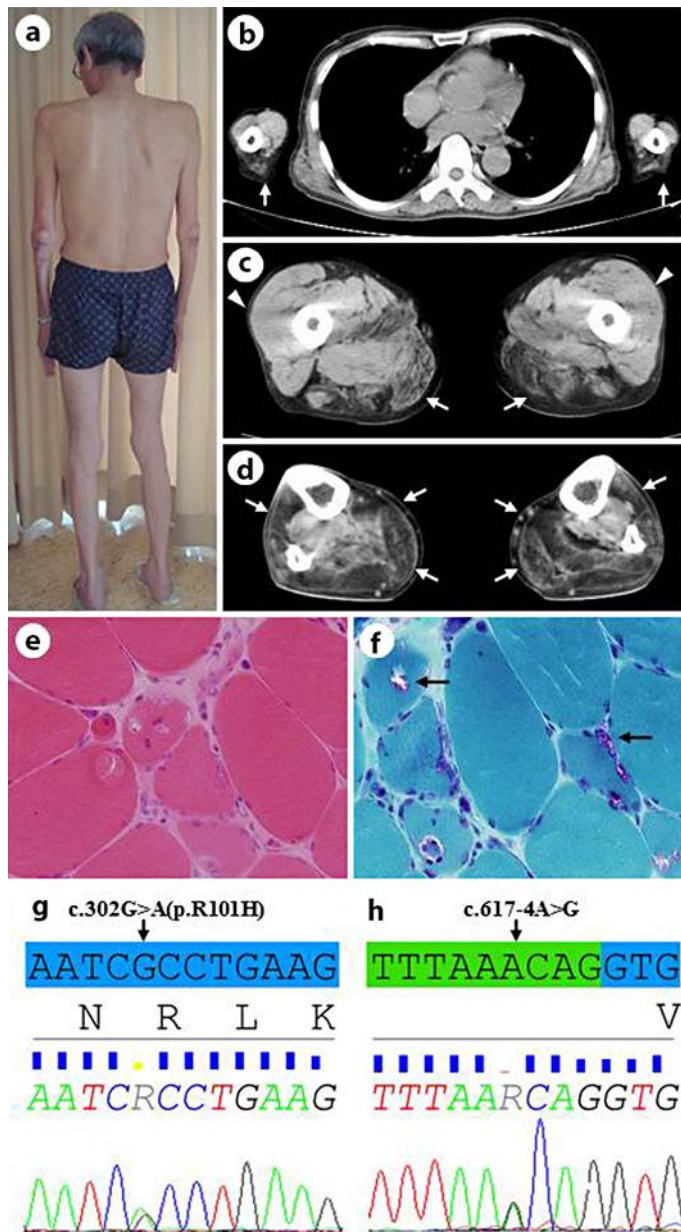 a
b
c
d
e
f
g
c.302G>A(p.R101H)
AATCGCCTGAAG
N R L K
AATCRCCTGAAG
h
c.617-4A>G
TTTAAACAGGTG
V
TTTAARCAGGTG